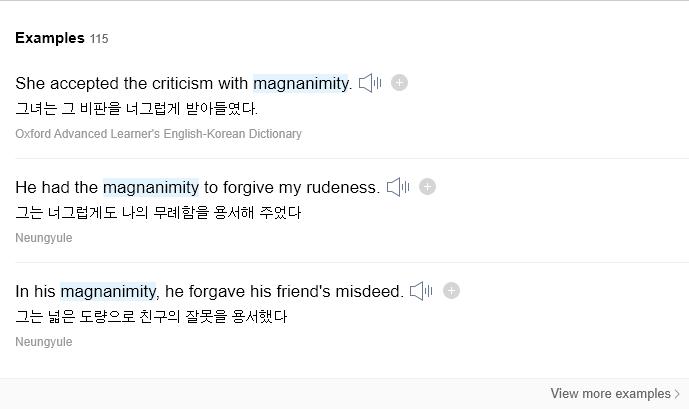 Examples 115
She accepted the criticism with magnanimity.
그녀는 그 비판을 너그럽게 받아들였다.
Oxford Advanced Learner's English-Korean Dictionary
He had the magnanimity to forgive my rudeness.
그는 너그럽게도 나의 무례함을 용서해 주었다
Neungyule
In his magnanimity, he forgave his friend's misdeed.
그는 넓은 도량으로 친구의 잘못을 용서했다
Neungyule
View more examples